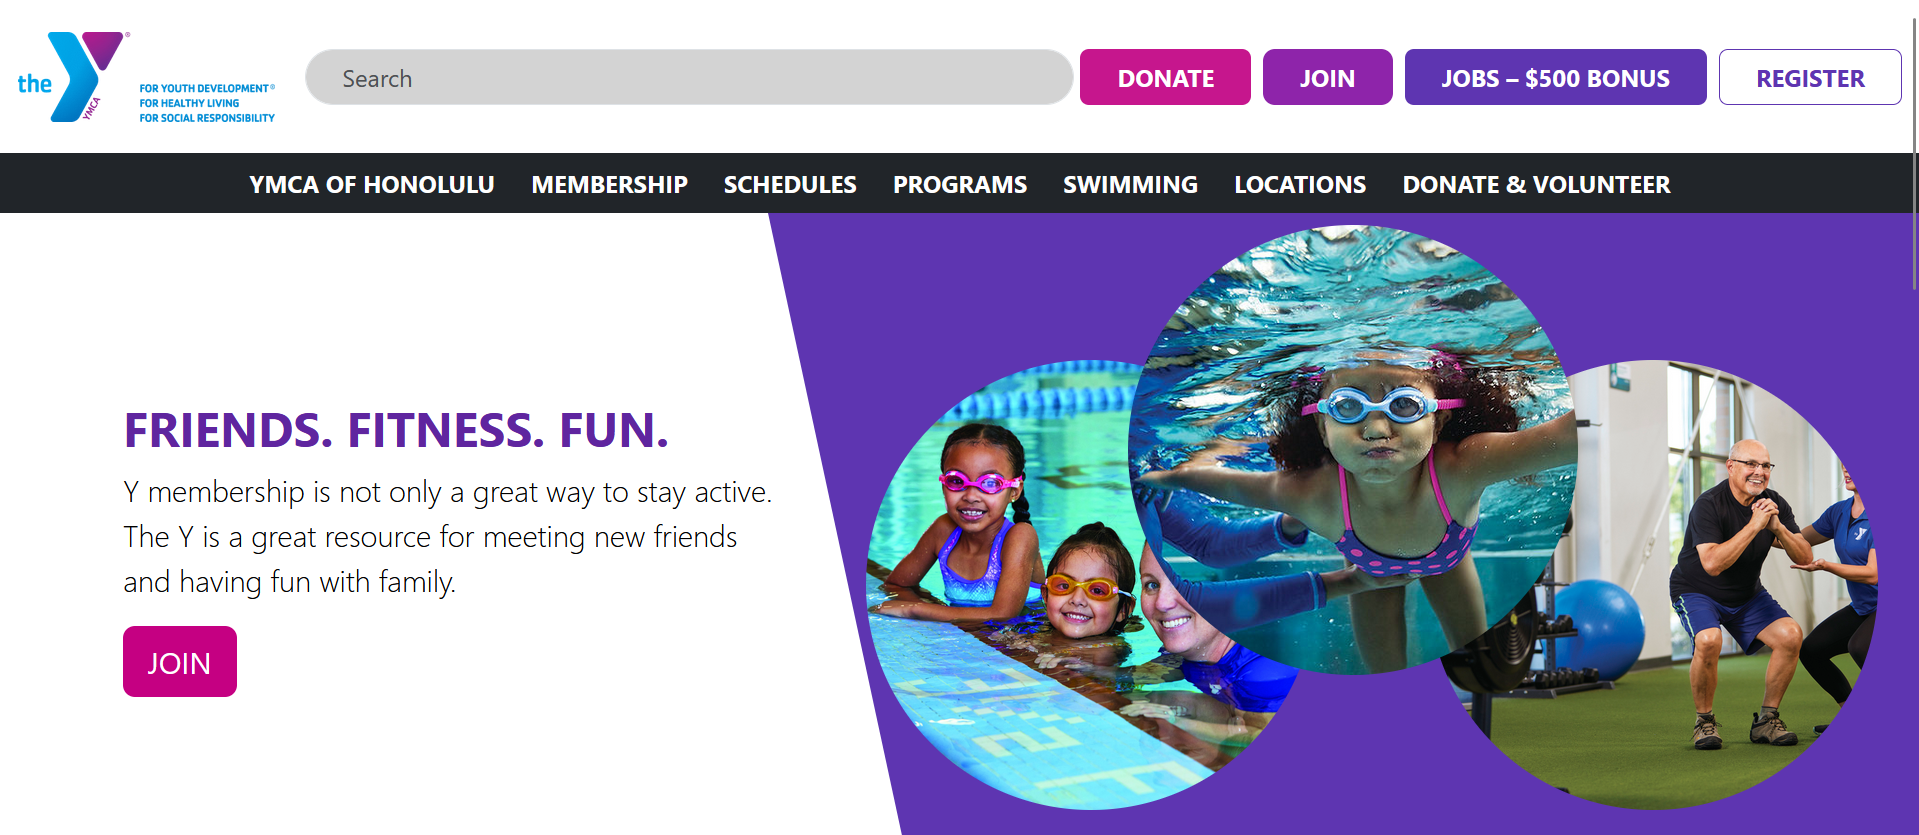 the
YMCA
®
FOR YOUTH DEVELOPMENT®
FOR HEALTHY LIVING
FOR SOCIAL RESPONSIBILITY
Search
DONATE
JOIN
JOBS – $500 BONUS
REGISTER
YMCA OF HONOLULU
MEMBERSHIP
SCHEDULES
PROGRAMS
SWIMMING
LOCATIONS
DONATE & VOLUNTEER
FRIENDS. FITNESS. FUN.
Y membership is not only a great way to stay active.
The Y is a great resource for meeting new friends
and having fun with family.
JOIN